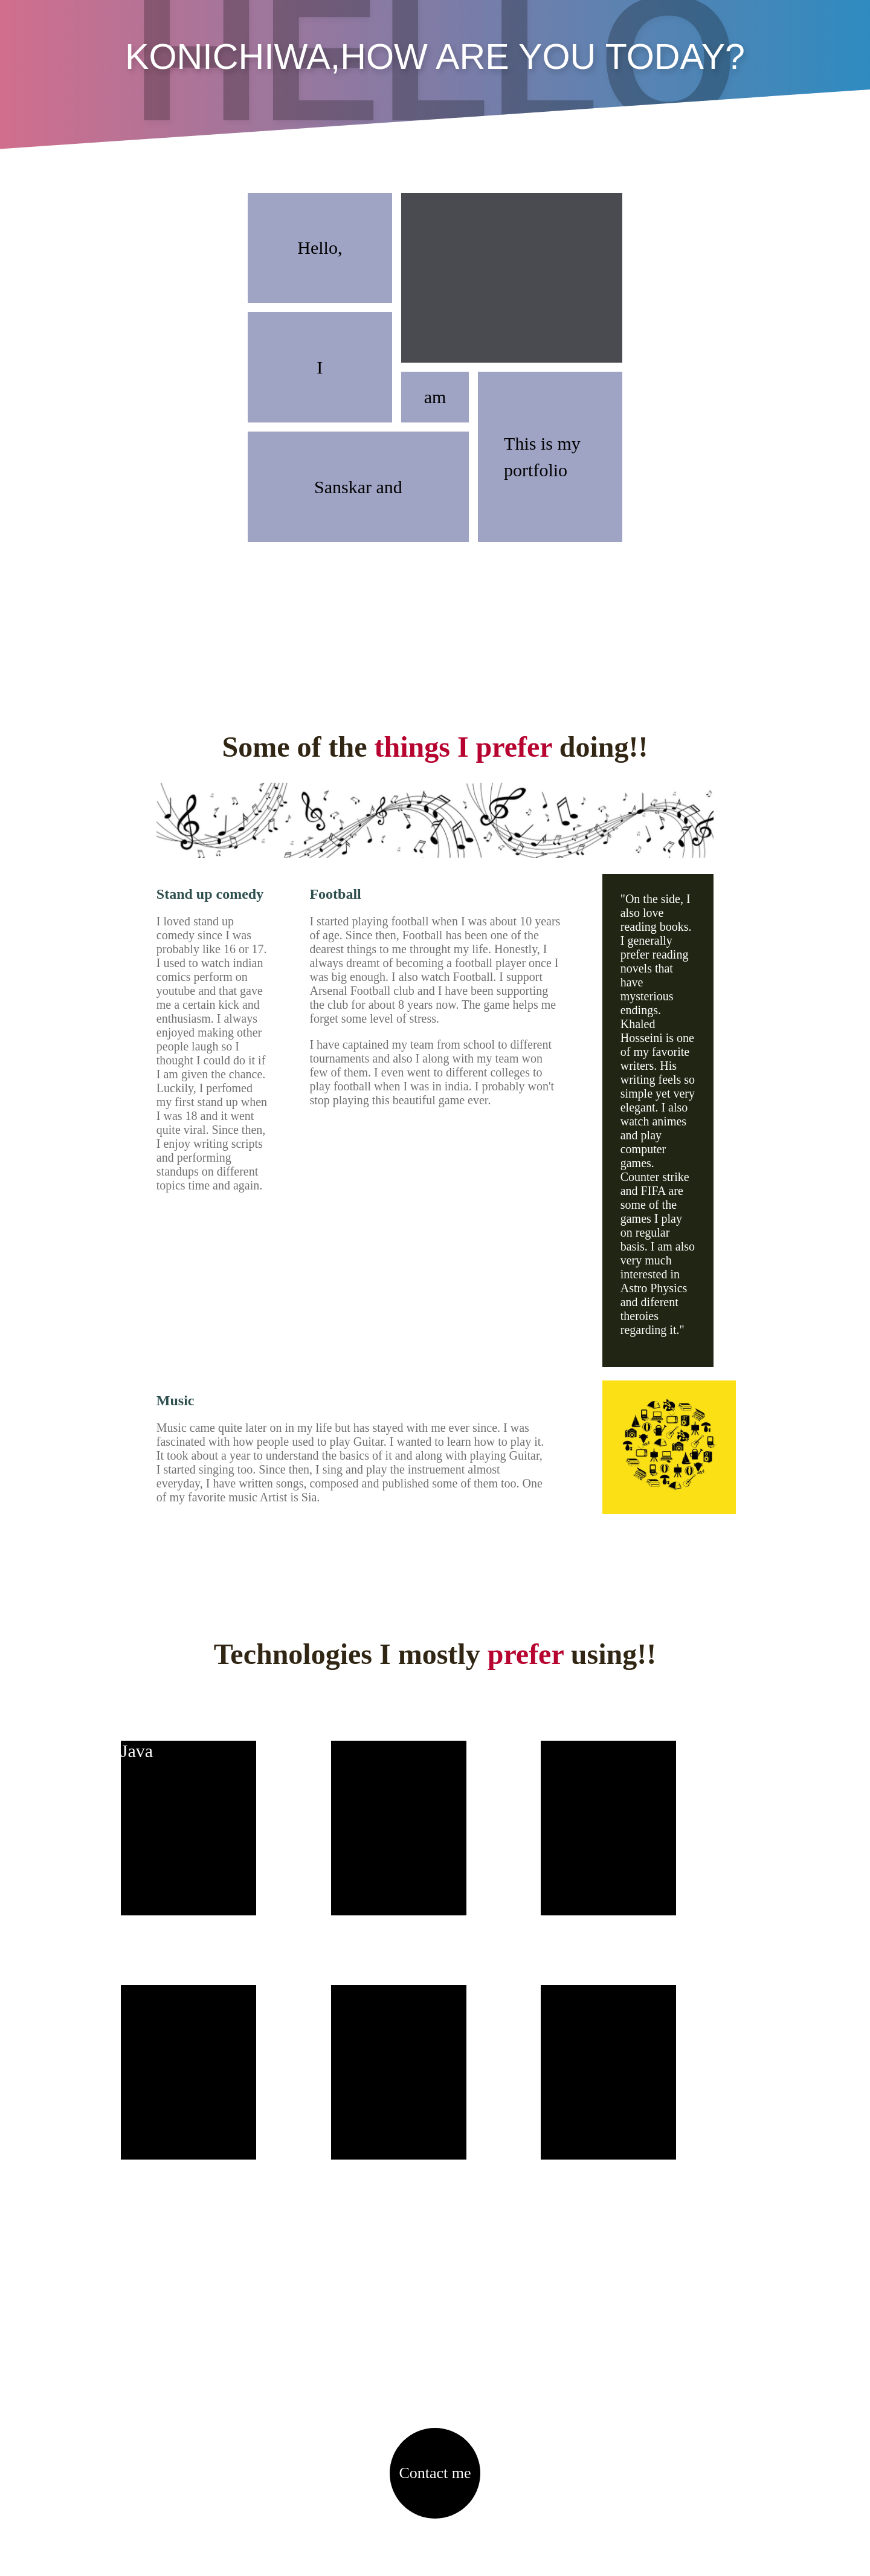 HELLO
KONICHIWA,HOW ARE YOU TODAY?
Hello,
I
am
This is my
portfolio
Sanskar and
Some of the things I prefer doing!!
Stand up comedy
I loved stand up
comedy since I was
probably like 16 or 17.
I used to watch indian
comics perform on
youtube and that gave
me a certain kick and
enthusiasm. I always
enjoyed making other
people laugh so I
thought I could do it if
I am given the chance.
Luckily, I perfomed
my first stand up when
I was 18 and it went
quite viral. Since then,
I enjoy writing scripts
and performing
standups on different
topics time and again.
Football
I started playing football when I was about 10 years
of age. Since then, Football has been one of the
dearest things to me throught my life. Honestly, I
always dreamt of becoming a football player once I
was big enough. I also watch Football. I support
Arsenal Football club and I have been supporting
the club for about 8 years now. The game helps me
forget some level of stress.
I have captained my team from school to different
tournaments and also I along with my team won
few of them. I even went to different colleges to
play football when I was in india. I probably won't
stop playing this beautiful game ever.
"On the side, I
also love
reading books.
I generally
prefer reading
novels that
have
mysterious
endings.
Khaled
Hosseini is one
of my favorite
writers. His
writing feels so
simple yet very
elegant. I also
watch animes
and play
computer
games.
Counter strike
and FIFA are
some of the
games I play
on regular
basis. I am also
very much
interested in
Astro Physics
and diferent
theroies
regarding it."
Music
Music came quite later on in my life but has stayed with me ever since. I was
fascinated with how people used to play Guitar. I wanted to learn how to play it.
It took about a year to understand the basics of it and along with playing Guitar,
I started singing too. Since then, I sing and play the instruement almost
everyday, I have written songs, composed and published some of them too. One
of my favorite music Artist is Sia.
Technologies I mostly prefer using!!
Java
Contact me